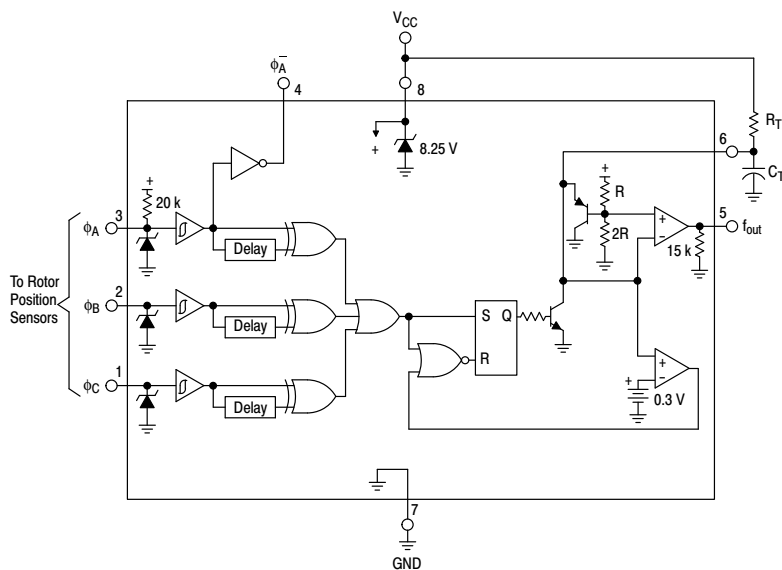 V_CC
ϕ_A̅
4
8
R_T
8.25 V
6
C_T
+
+
20 k
R
2R
+
−
5
f_out
15 k
3
ϕ_A
Delay
To Rotor
Position
Sensors
2
ϕ_B
Delay
S Q
R
1
ϕ_C
Delay
+
−
+
0.3 V
7
GND